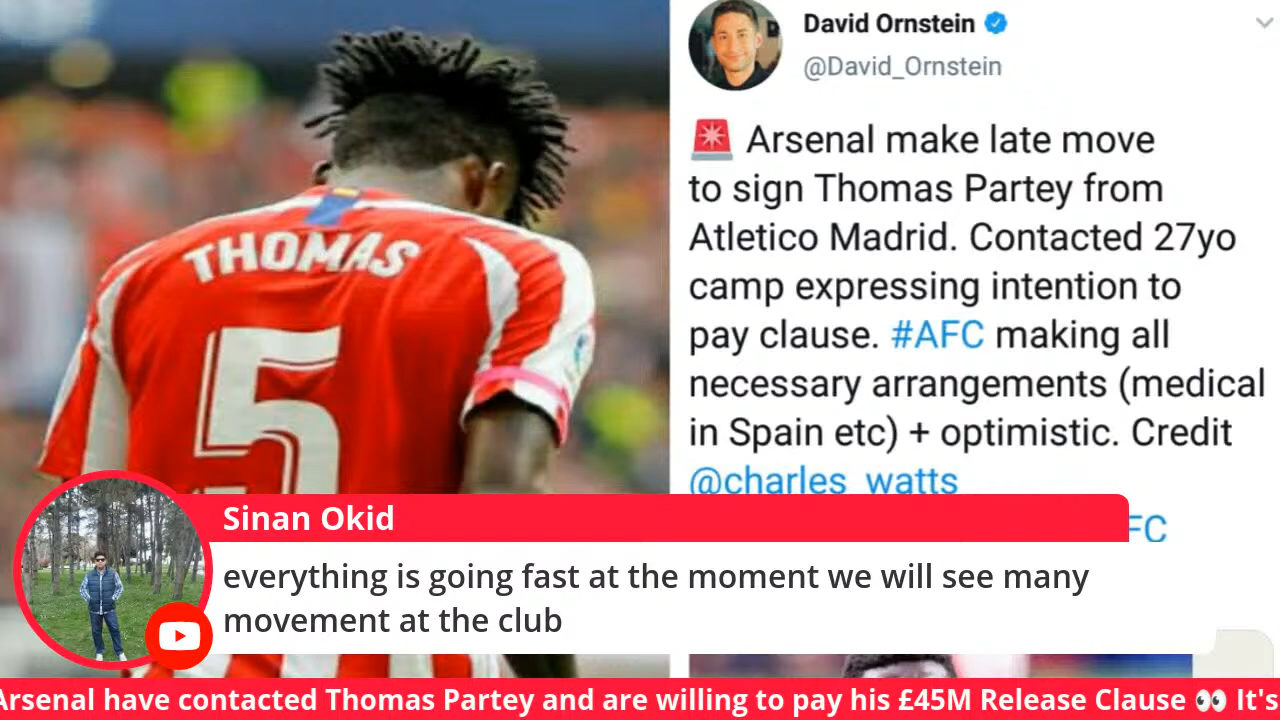 THOMAS
5
David Ornstein
@David_Ornstein
🚨 Arsenal make late move
to sign Thomas Partey from
Atletico Madrid. Contacted 27yo
camp expressing intention to
pay clause. #AFC making all
necessary arrangements (medical
in Spain etc) + optimistic. Credit
@charles_watts
FC
Sinan Okid
everything is going fast at the moment we will see many
movement at the club
Arsenal have contacted Thomas Partey and are willing to pay his £45M Release Clause 👀 It's